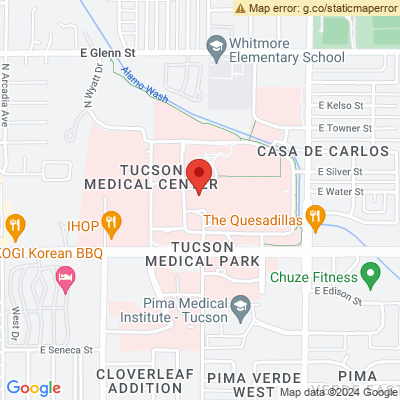 Map error: g.co/staticmaperror
Whitmore
Elementary School
E Glenn St
N Arcadia Ave
N Wyatt Dr
Alamo Wash
E Kelso St
E Towner St
CASA DE CARLOS
TUCSON
MEDICAL CENTER
E Silver St
E Water St
IHOP
The Quesadillas
KOGI Korean BBQ
TUCSON
MEDICAL PARK
Chuze Fitness
E Edison St
Pima Medical
Institute - Tucson
West Dr
E Seneca St
CLOVERLEAF
ADDITION
PIMA VERDE
WEST
PIMA
VERDE EAST
Google
Map data ©2024 Google